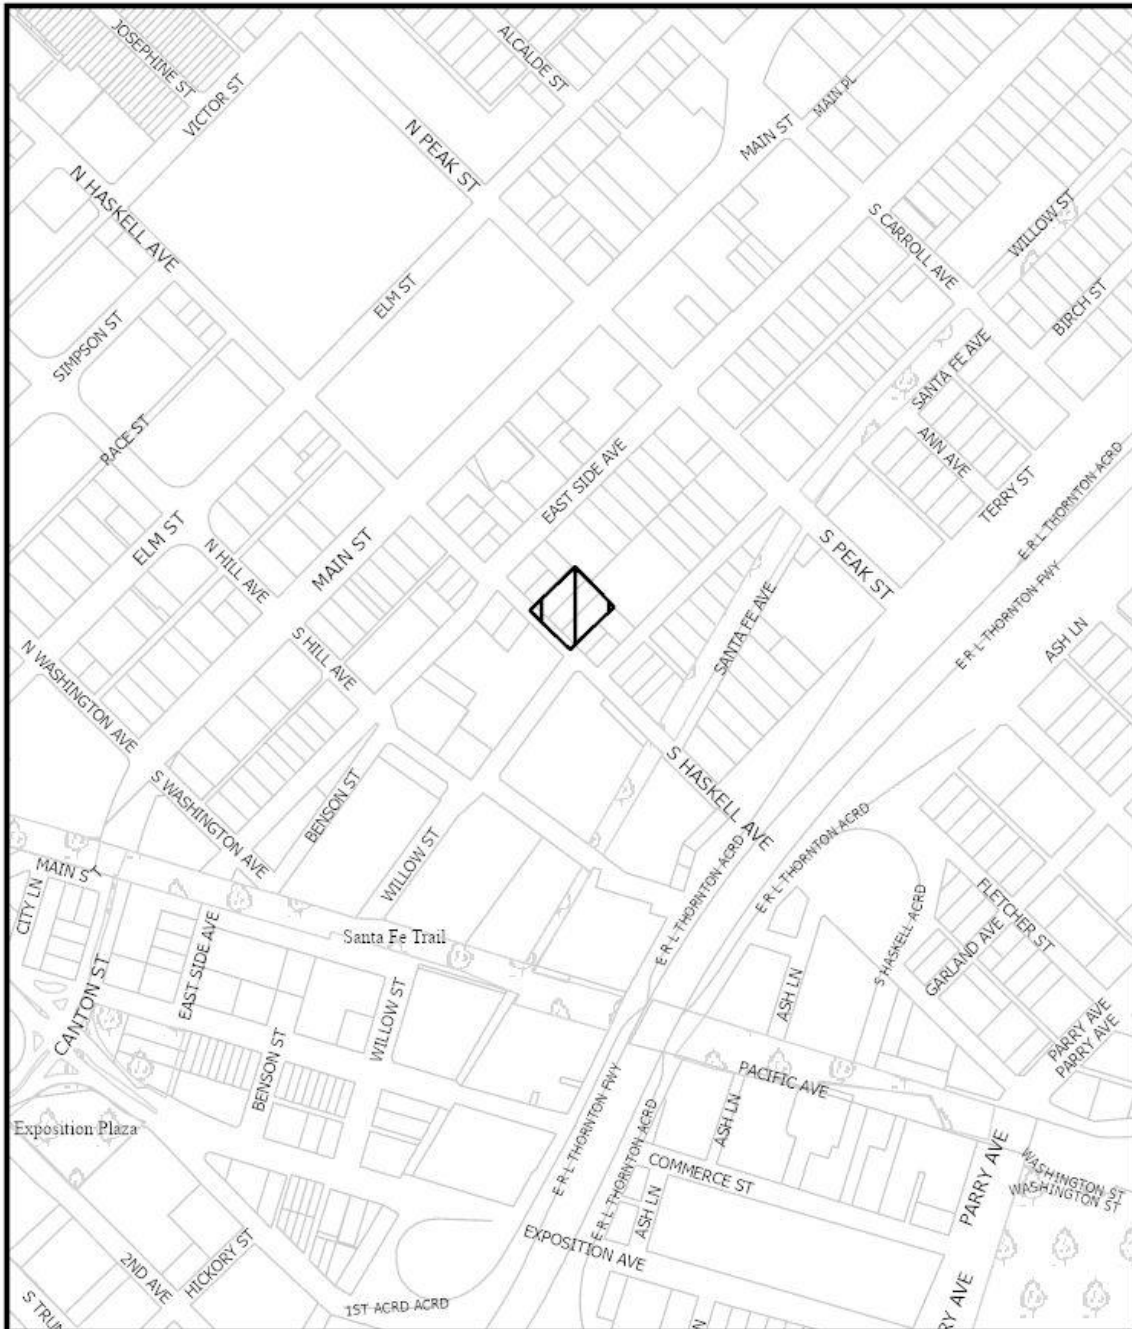 JOSEPHINE ST
ALCALDE ST
VICTOR ST
N PEAK ST
MAIN PL
MAIN ST
N HASKELL AVE
S CARROLL AVE
WILLOW ST
ELM ST
BIRCH ST
SIMPSON ST
SANTA FE AVE
RACE ST
ANN AVE
EAST SIDE AVE
TERRY ST
E R L THORNTON ACRD
ELM ST
MAIN ST
N HILL AVE
S PEAK ST
E R L THORNTON FWY
SANTA FE AVE
ASH LN
S HILL AVE
N WASHINGTON AVE
S HASKELL AVE
S WASHINGTON AVE
BENSON ST
WILLOW ST
E R L THORNTON ACRD
E R L THORNTON ACRD
MAIN S
T
CITY LN
FLETCHER ST
S HASKELL ACRD
GARLAND AVE
Santa Fe Trail
EAST SIDE AVE
CANTON ST
WILLOW ST
ASH LN
PARRY AVE
PARRY AVE
BENSON ST
PACIFIC AVE
E R L THORNTON FWY
ASH LN
Exposition Plaza
E R L THORNTON ACRD
COMMERCE ST
PARRY AVE
WASHINGTON ST
WASHINGTON ST
ASH LN
EXPOSITION AVE
2ND AVE
HICKORY ST
1ST ACRD ACRD
S TRUN
RY AVE
N